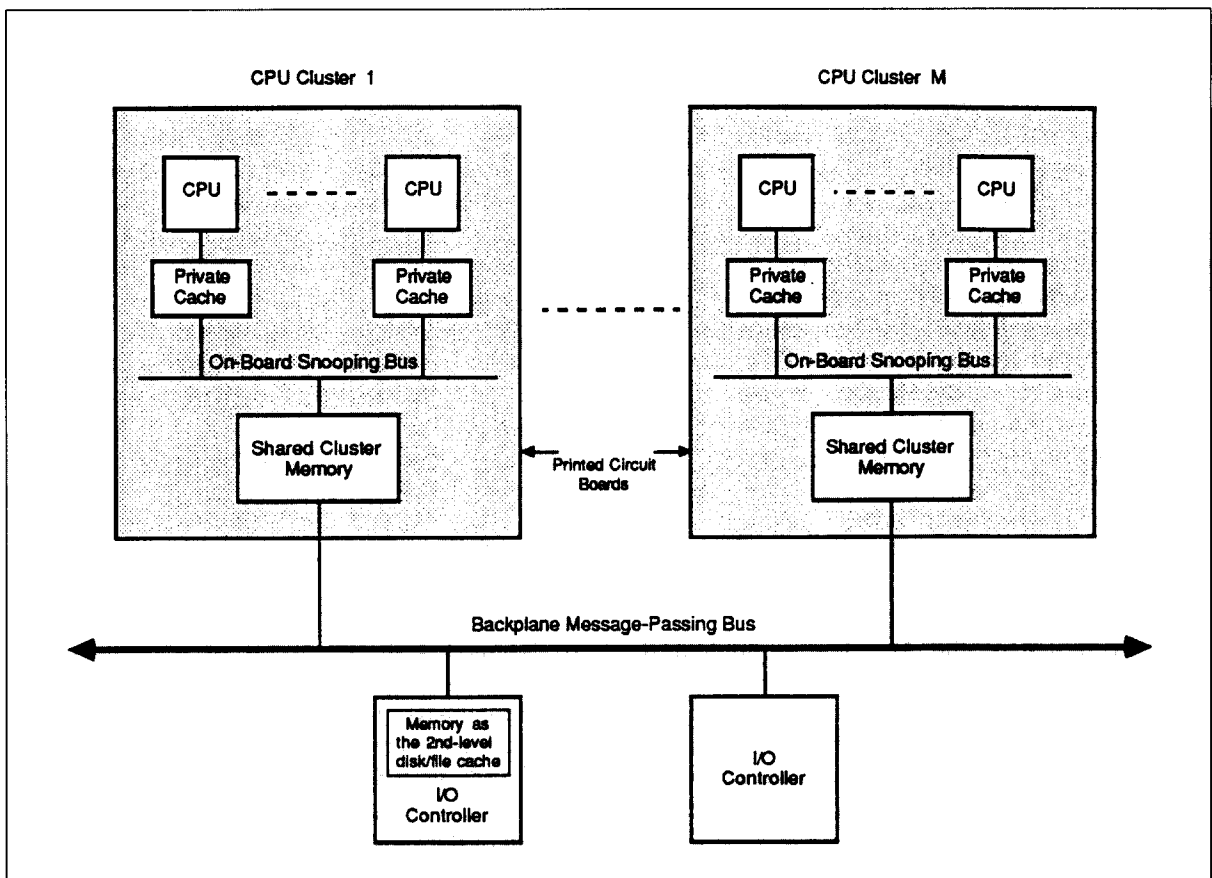 CPU Cluster 1
CPU Cluster M
CPU
CPU
Private
Cache
Private
Cache
On-Board Snooping Bus
Shared Cluster
Memory
CPU
CPU
Private
Cache
Private
Cache
On-Board Snooping Bus
Shared Cluster
Memory
Printed Circuit
Boards
Backplane Message-Passing Bus
Memory as
the 2nd-level
disk/file cache
I/O
Controller
I/O
Controller